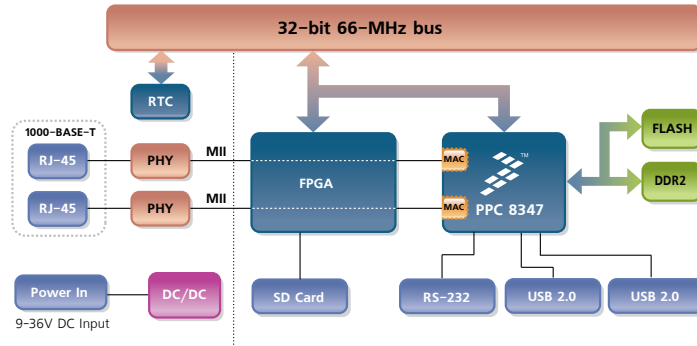 32-bit 66-MHz bus
RTC
1000-BASE-T
RJ-45
PHY
MII
FPGA
MAC
TM
PPC 8347
FLASH
DDR2
RJ-45
PHY
MII
MAC
Power In
DC/DC
SD Card
RS-232
USB 2.0
USB 2.0
9-36V DC Input